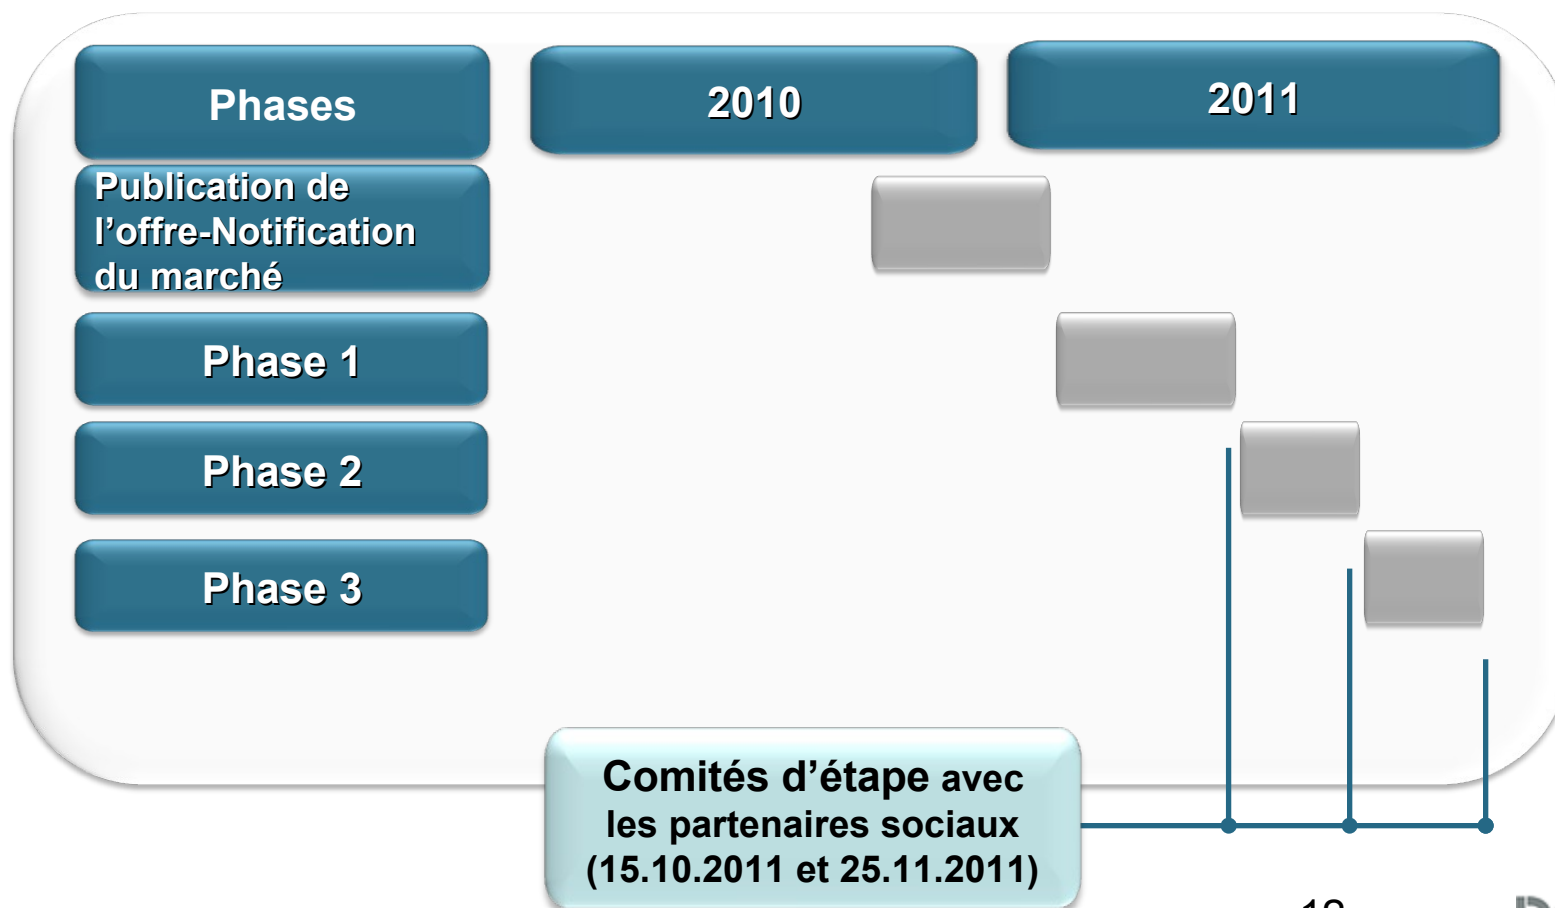 Phases
2010
2011
Publication de
l’offre-Notification
du marché
Phase 1
Phase 2
Phase 3
Comités d’étape avec
les partenaires sociaux
(15.10.2011 et 25.11.2011)